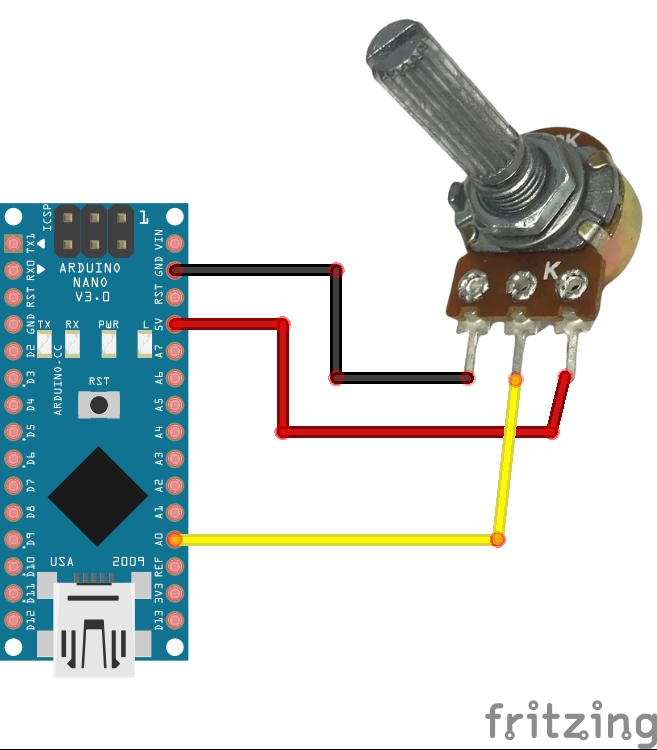 ICSP
1
TX1
RX0
RST
GND
D2
D3
D4
D5
D6
D7
D8
D9
D10
D11
D12
ARDUINO
NANO
V3.0
TX
RX
PWR
L
ARDUINO.CC
RST
USA
2009
VIN
GND
RST
5V
A7
A6
A5
A4
A3
A2
A1
A0
REF
3V3
D13
K
K
fritzing